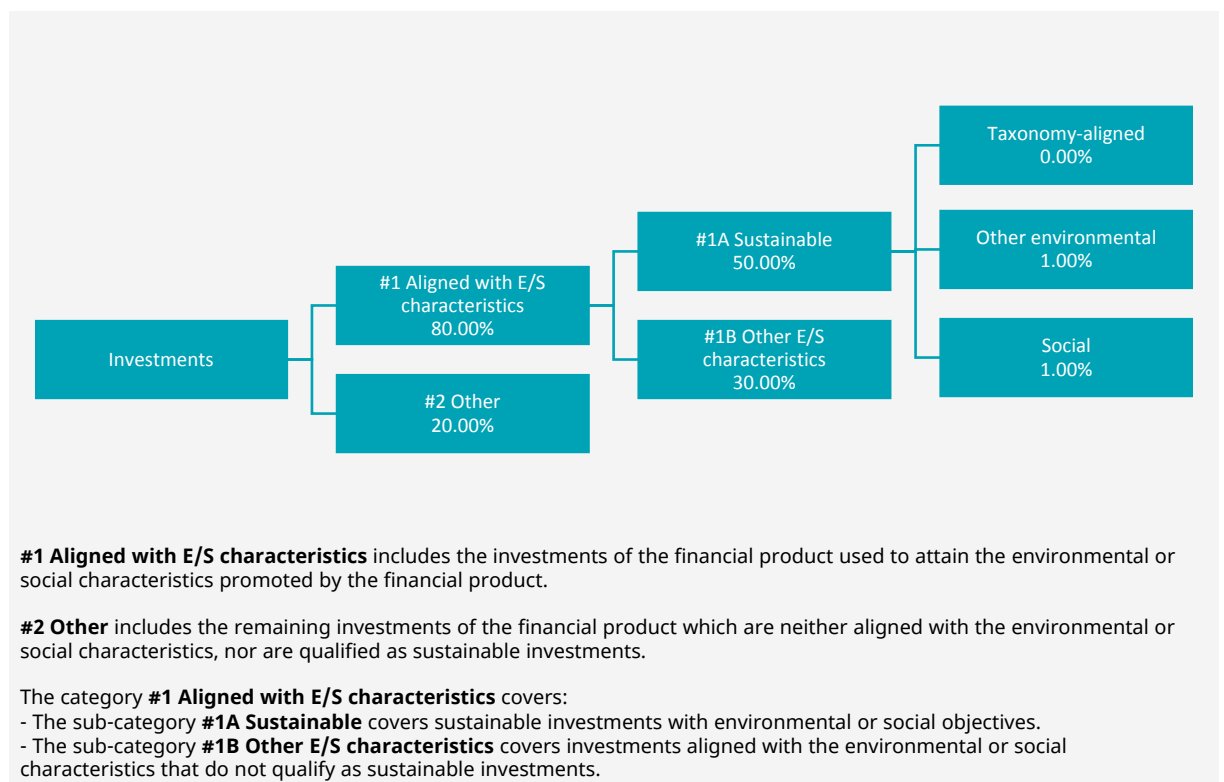 Investments
#1 Aligned with E/S
characteristics
80.00%
#2 Other
20.00%
#1A Sustainable
50.00%
#1B Other E/S
characteristics
30.00%
Taxonomy-aligned
0.00%
Other environmental
1.00%
Social
1.00%
#1 Aligned with E/S characteristics includes the investments of the financial product used to attain the environmental or
social characteristics promoted by the financial product.
#2 Other includes the remaining investments of the financial product which are neither aligned with the environmental or
social characteristics, nor are qualified as sustainable investments.
The category #1 Aligned with E/S characteristics covers:
- The sub-category #1A Sustainable covers sustainable investments with environmental or social objectives.
- The sub-category #1B Other E/S characteristics covers investments aligned with the environmental or social
characteristics that do not qualify as sustainable investments.